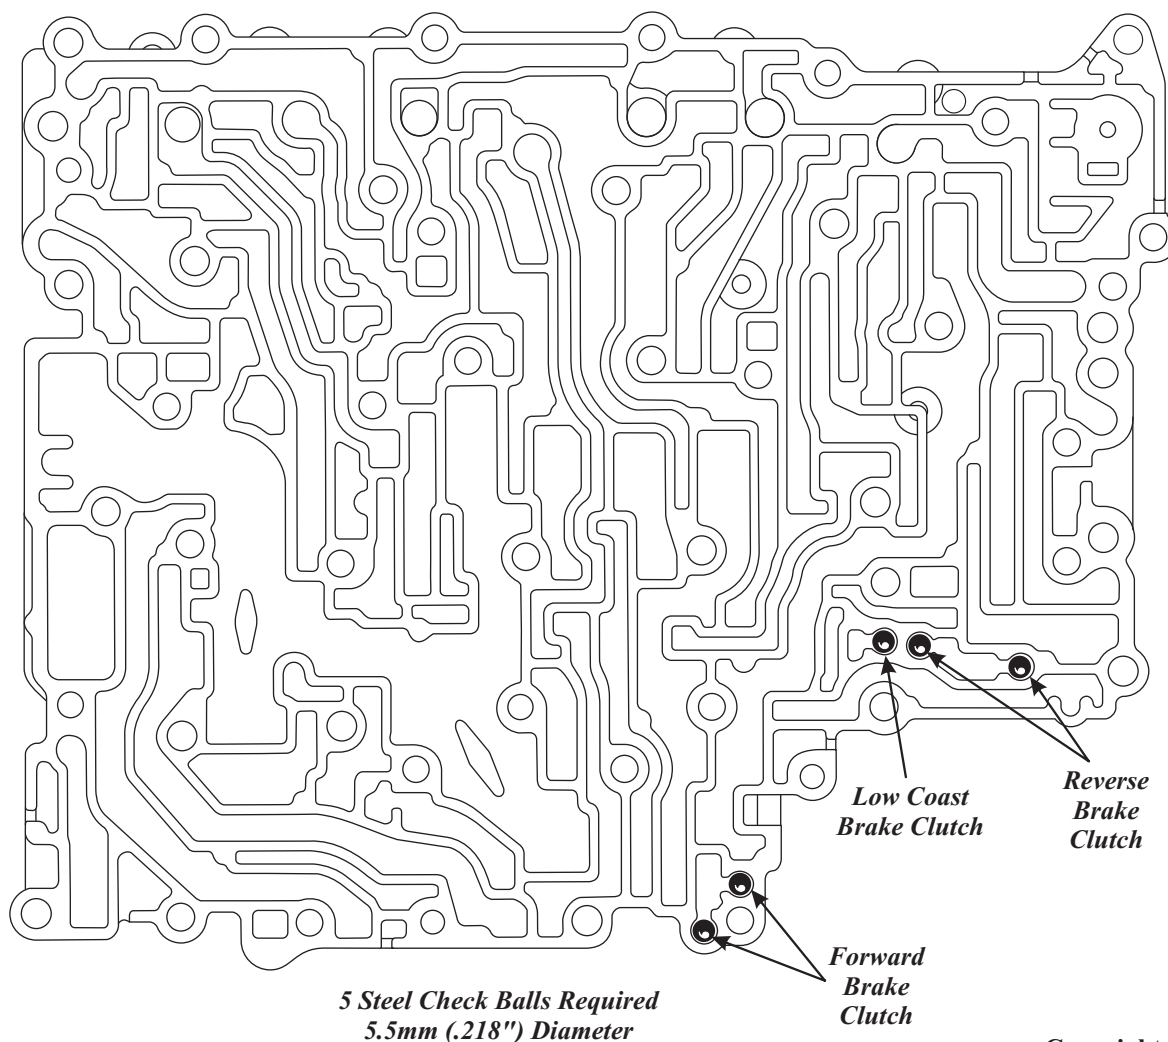 Low Coast
Brake Clutch
Reverse
Brake
Clutch
Forward
Brake
Clutch
5 Steel Check Balls Required
5.5mm (.218") Diameter